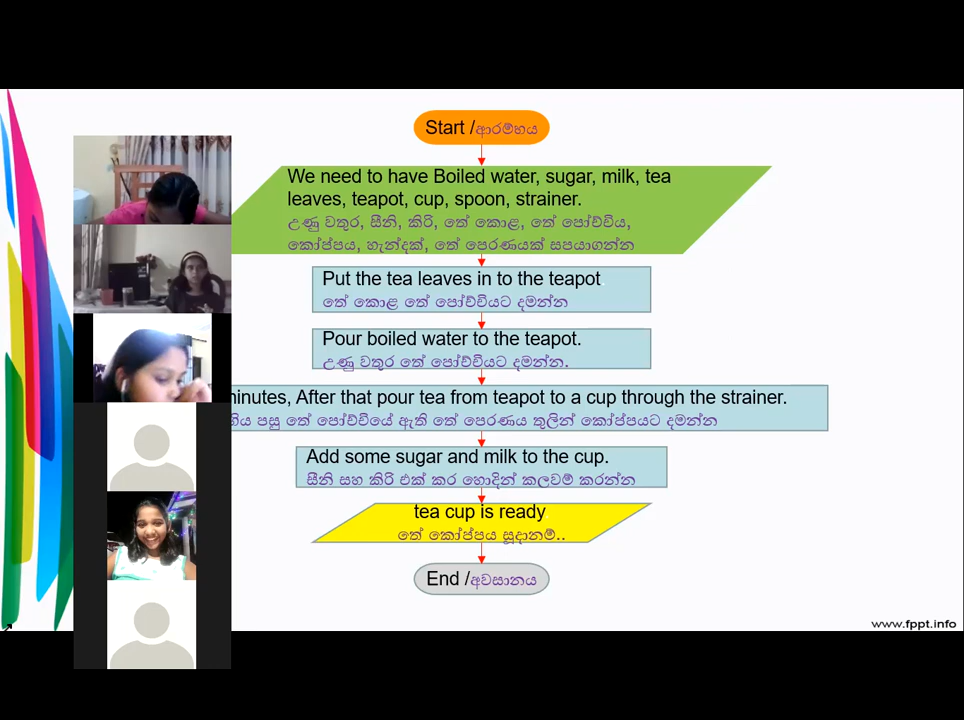 Start /ආරම්භය
We need to have Boiled water, sugar, milk, tea
leaves, teapot, cup, spoon, strainer.
උණු වතුර, සීනි, කිරි, තේ කොළ, තේ පෝච්චිය,
කෝප්පය, හැන්දක්, තේ පෙරණයක් සපයාගන්න
Put the tea leaves in to the teapot.
තේ කොළ තේ පෝච්චියට දමන්න
Pour boiled water to the teapot.
උණු වතුර තේ පෝච්චියට දමන්න.
minutes, After that pour tea from teapot to a cup through the strainer.
පසු තේ පෝච්චියේ ඇති තේ පෙරණය තුලින් කෝප්පයට දමන්න
Add some sugar and milk to the cup.
සීනි සහ කිරි එක් කර හොදින් කලවම් කරන්න
tea cup is ready
තේ කෝප්පය සූදානම්..
End /අවසානය
www.fppt.info